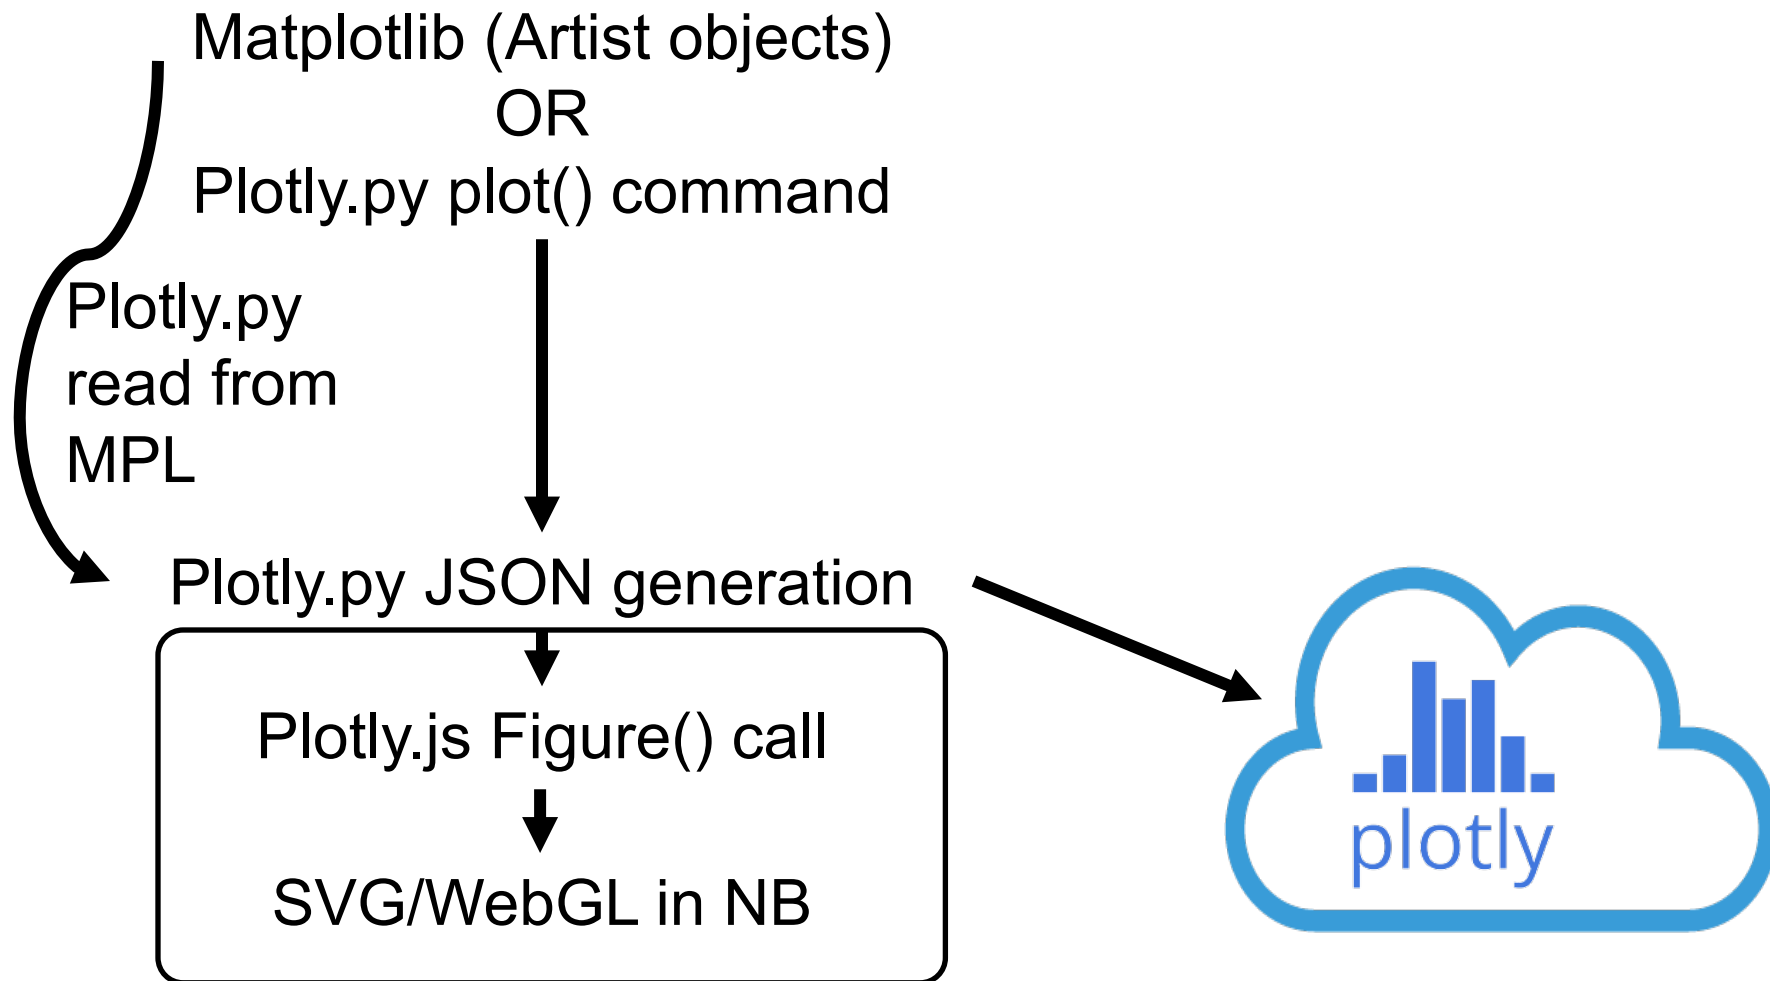 Matplotlib (Artist objects)
OR
Plotly.py plot() command
Plotly.py
read from
MPL
Plotly.py JSON generation
Plotly.js Figure() call
SVG/WebGL in NB
plotly